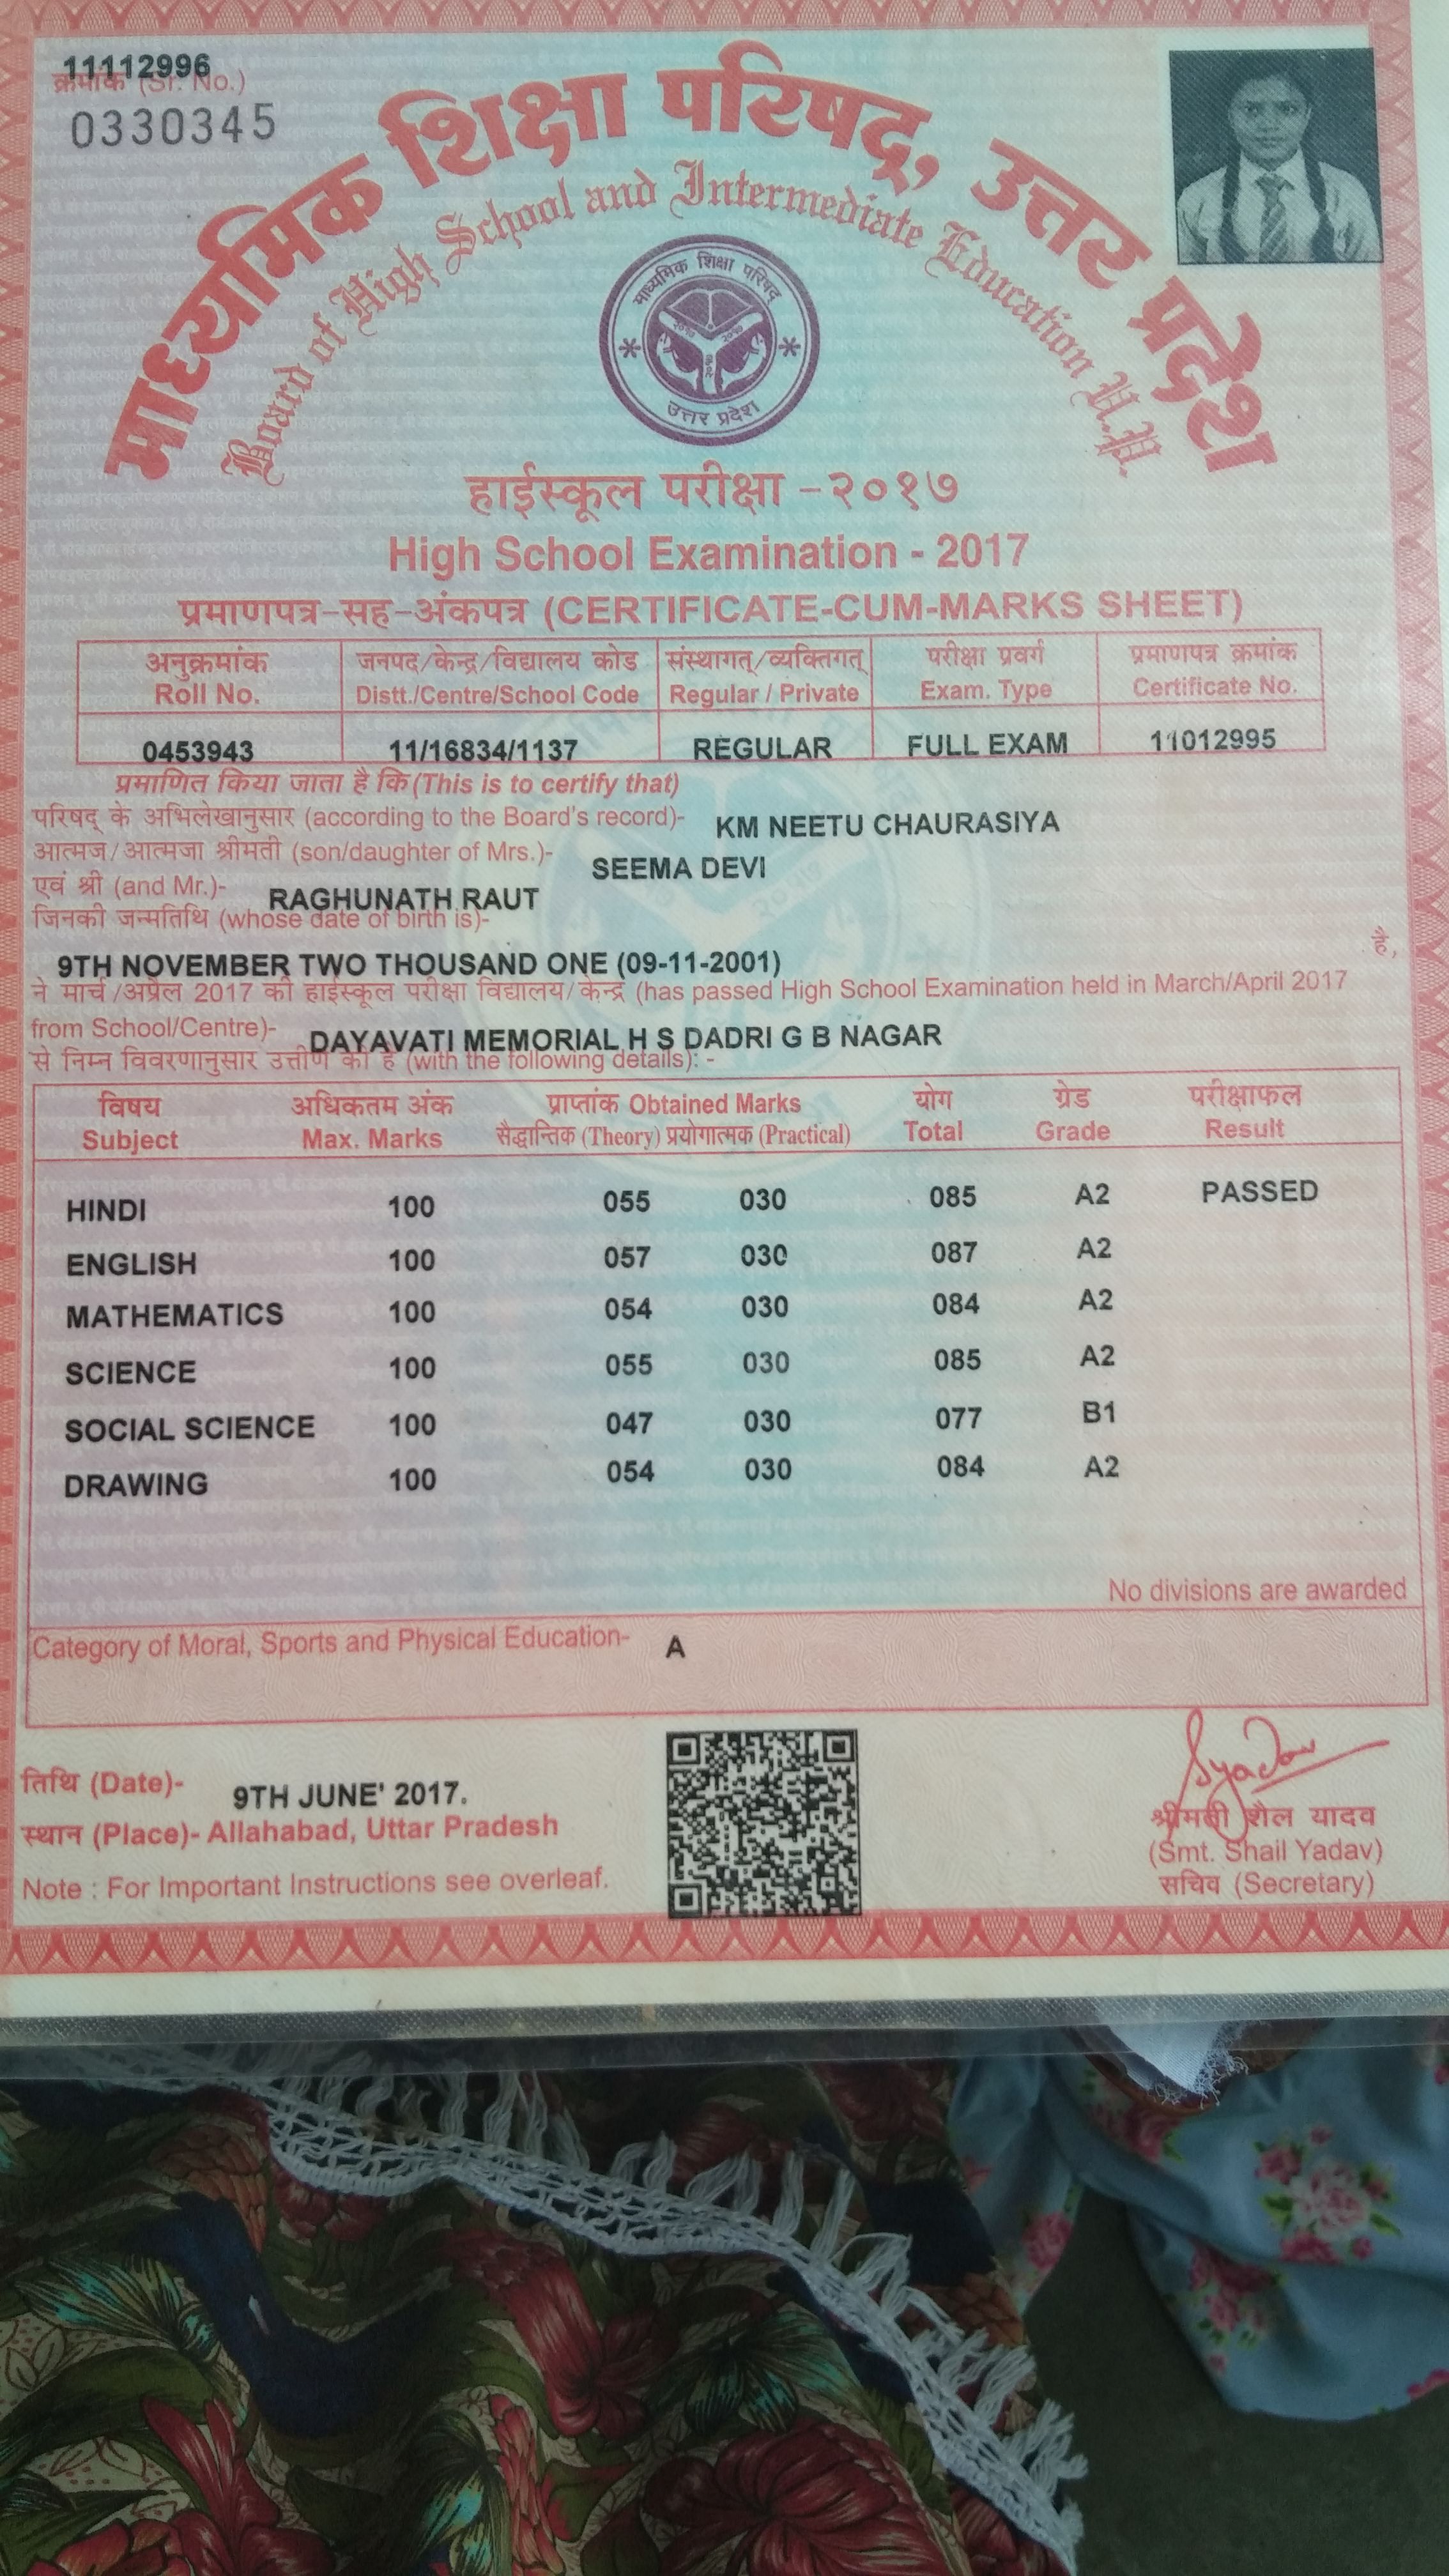 11112996
क्रमांक (Sr. No.)
0330345
माध्यमिक शिक्षा परिषद्, उत्तर प्रदेश
Board of High School and Intermediate Education U.P.
माध्यमिक शिक्षा परिषद्
उत्तर प्रदेश
हाईस्कूल परीक्षा -२०१७
High School Examination - 2017
प्रमाणपत्र-सह-अंकपत्र (CERTIFICATE-CUM-MARKS SHEET)
अनुक्रमांक जनपद/केन्द्र/विद्यालय कोड संस्थागत्/व्यक्तिगत् परीक्षा प्रवर्ग प्रमाणपत्र क्रमांक
Roll No. Distt./Centre/School Code Regular / Private Exam. Type Certificate No.
0453943 11/16834/1137 REGULAR FULL EXAM 11012995
प्रमाणित किया जाता है कि (This is to certify that)
परिषद् के अभिलेखानुसार (according to the Board's record)- KM NEETU CHAURASIYA
आत्मज/आत्मजा श्रीमती (son/daughter of Mrs.)- SEEMA DEVI
एवं श्री (and Mr.)- RAGHUNATH RAUT
जिनकी जन्मतिथि (whose date of birth is)-
9TH NOVEMBER TWO THOUSAND ONE (09-11-2001) है,
ने मार्च/अप्रैल 2017 की हाईस्कूल परीक्षा विद्यालय/केन्द्र (has passed High School Examination held in March/April 2017
from School/Centre)- DAYAVATI MEMORIAL H S DADRI G B NAGAR
से निम्न विवरणानुसार उत्तीर्ण की है (with the following details): -
विषय अधिकतम अंक प्राप्तांक Obtained Marks योग ग्रेड परीक्षाफल
Subject Max. Marks सैद्धान्तिक (Theory) प्रयोगात्मक (Practical) Total Grade Result
HINDI 100 055 030 085 A2 PASSED
ENGLISH 100 057 030 087 A2
MATHEMATICS 100 054 030 084 A2
SCIENCE 100 055 030 085 A2
SOCIAL SCIENCE 100 047 030 077 B1
DRAWING 100 054 030 084 A2
No divisions are awarded
Category of Moral, Sports and Physical Education- A
तिथि (Date)- 9TH JUNE' 2017.
स्थान (Place)- Allahabad, Uttar Pradesh
Note : For Important Instructions see overleaf.
Syadav
श्रीमती शैल यादव
(Smt. Shail Yadav)
सचिव (Secretary)